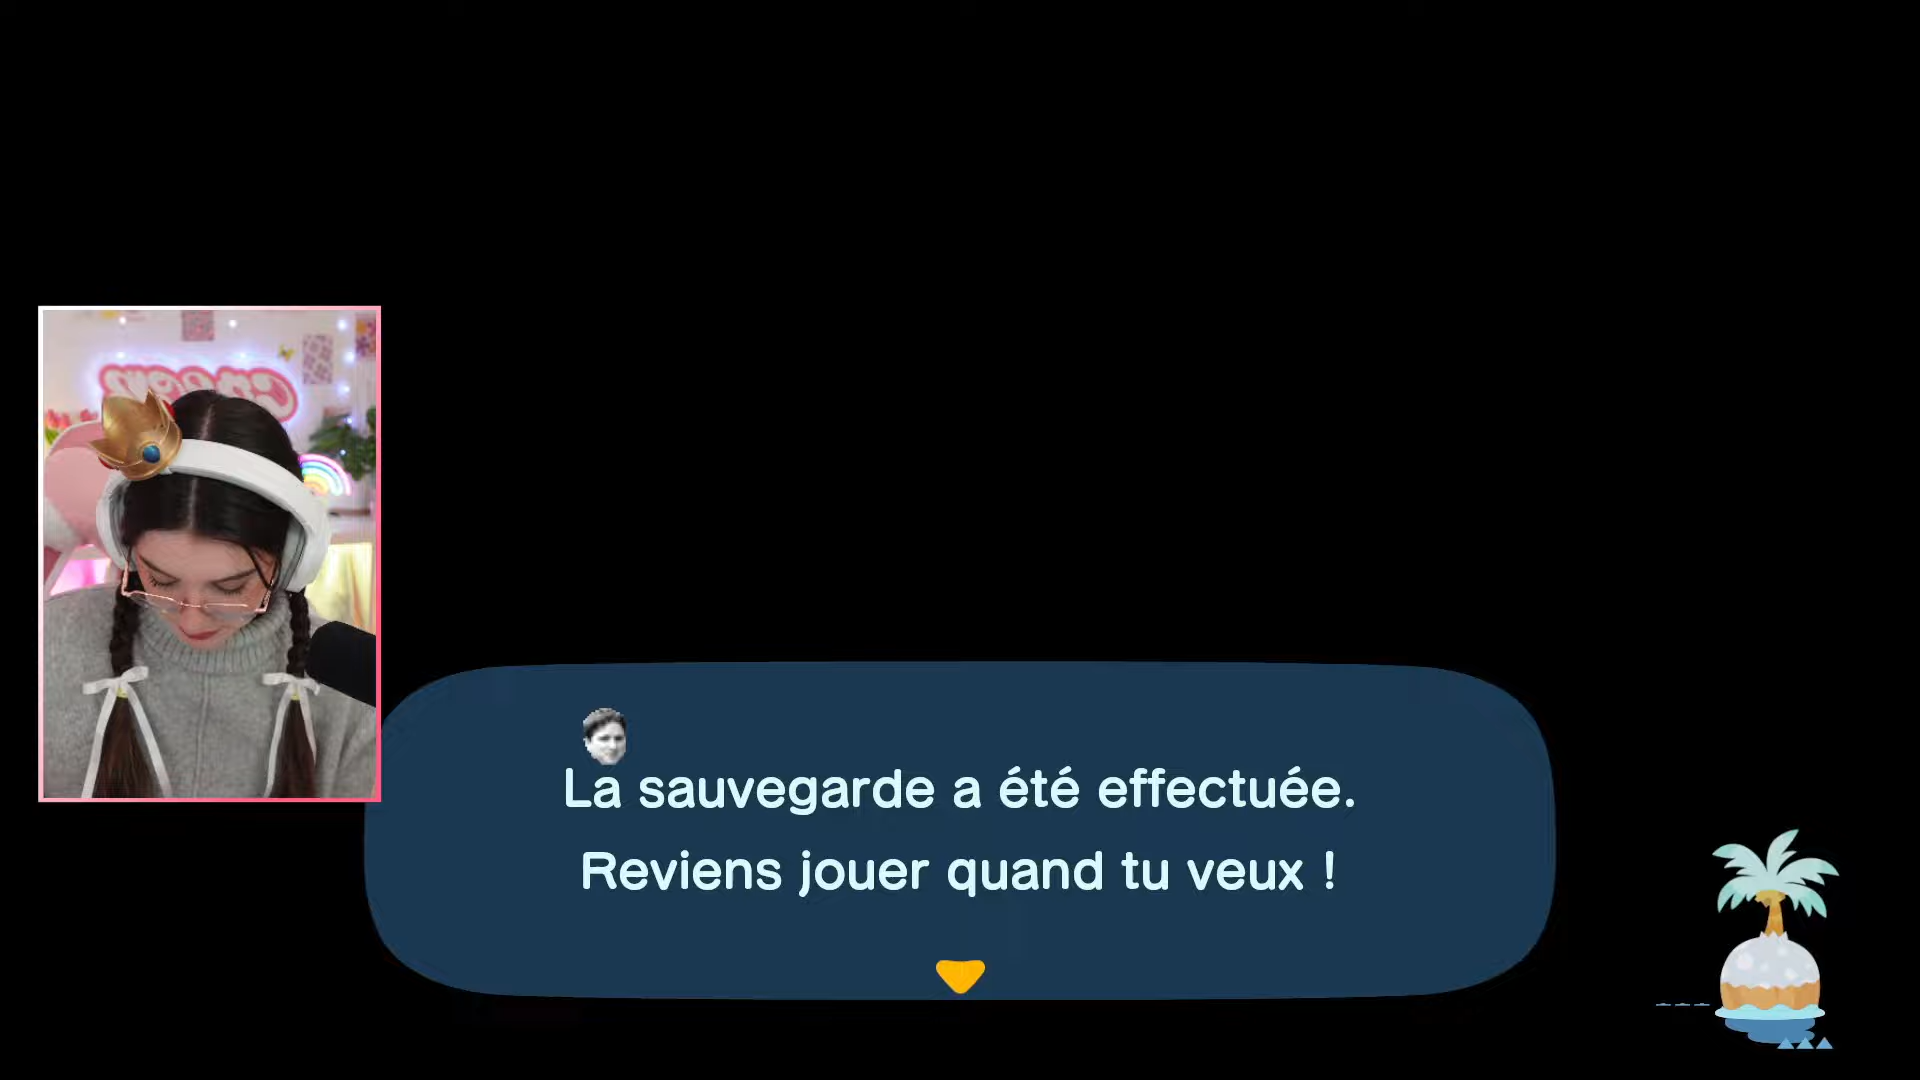 La sauvegarde a été effectuée.
Reviens jouer quand tu veux !